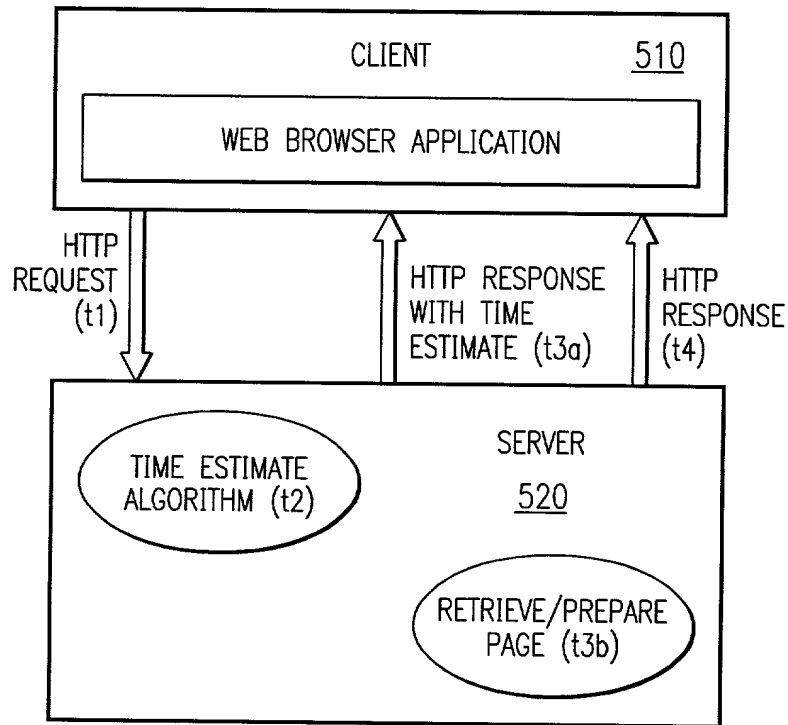 CLIENT
510
WEB BROWSER APPLICATION
HTTP
REQUEST
(t1)
HTTP RESPONSE
WITH TIME
ESTIMATE (t3a)
HTTP
RESPONSE
(t4)
SERVER
520
TIME ESTIMATE
ALGORITHM (t2)
RETRIEVE/PREPARE
PAGE (t3b)